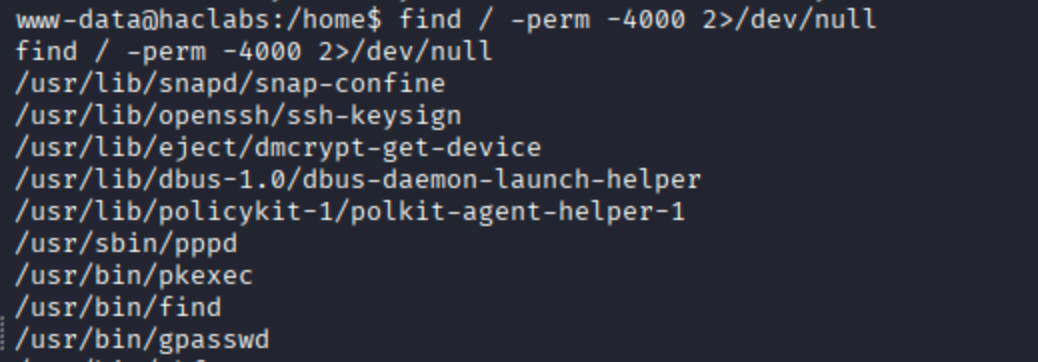 www-data@haclabs:/home$ find / -perm -4000 2>/dev/null
find / -perm -4000 2>/dev/null
/usr/lib/snapd/snap-confine
/usr/lib/openssh/ssh-keysign
/usr/lib/eject/dmcrypt-get-device
/usr/lib/dbus-1.0/dbus-daemon-launch-helper
/usr/lib/policykit-1/polkit-agent-helper-1
/usr/sbin/pppd
/usr/bin/pkexec
/usr/bin/find
/usr/bin/gpasswd